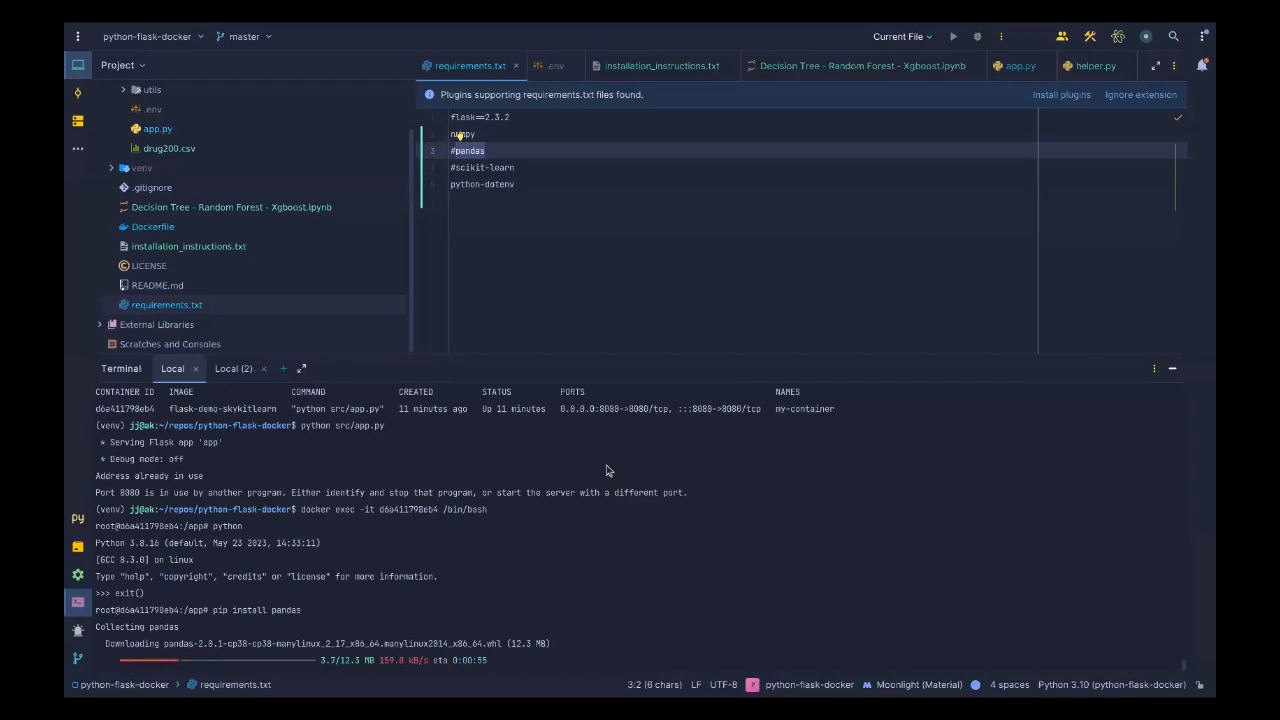 python-flask-docker
master
Current File
Project
requirements.txt
.env
installation_instructions.txt
Decision Tree - Random Forest - Xgboost.ipynb
app.py
helper.py
Plugins supporting requirements.txt files found.
Install plugins
Ignore extension
utils
.env
app.py
drug200.csv
venv
.gitignore
Decision Tree - Random Forest - Xgboost.ipynb
Dockerfile
installation_instructions.txt
LICENSE
README.md
requirements.txt
External Libraries
Scratches and Consoles
1 flask==2.3.2
2 numpy
3 #pandas
4 #scikit-learn
5 python-dotenv
Terminal
Local
Local (2)
CONTAINER ID IMAGE COMMAND CREATED STATUS PORTS NAMES
d6a411798eb4 flask-demo-skykitlearn "python src/app.py" 11 minutes ago Up 11 minutes 0.0.0.0:8080->8080/tcp, :::8080->8080/tcp my-container
(venv) jj@ak:~/repos/python-flask-docker$ python src/app.py
* Serving Flask app 'app'
* Debug mode: off
Address already in use
Port 8080 is in use by another program. Either identify and stop that program, or start the server with a different port.
(venv) jj@ak:~/repos/python-flask-docker$ docker exec -it d6a411798eb4 /bin/bash
root@d6a411798eb4:/app# python
Python 3.8.16 (default, May 23 2023, 14:33:11)
[GCC 8.3.0] on linux
Type "help", "copyright", "credits" or "license" for more information.
>>> exit()
root@d6a411798eb4:/app# pip install pandas
Collecting pandas
Downloading pandas-2.0.1-cp38-cp38-manylinux_2_17_x86_64.manylinux2014_x86_64.whl (12.3 MB)
3.7/12.3 MB 159.0 kB/s eta 0:00:55
python-flask-docker > requirements.txt
3:2 (6 chars) LF UTF-8 python-flask-docker Moonlight (Material) 4 spaces Python 3.10 (python-flask-docker)